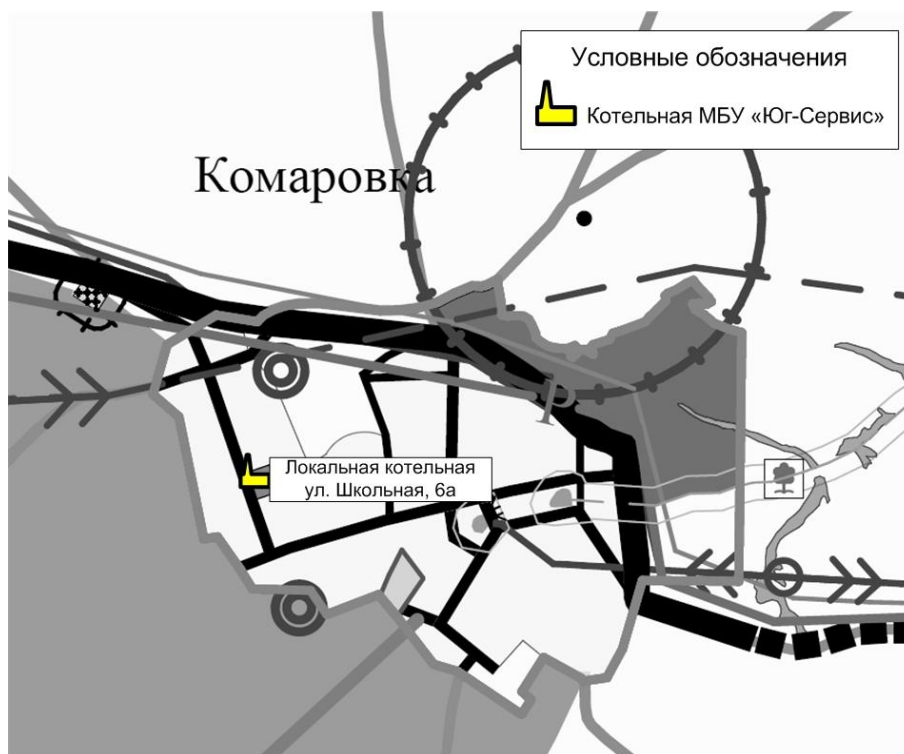 Условные обозначения
Котельная МБУ «Юг-Сервис»
Комаровка
Локальная котельная
ул. Школьная, 6а